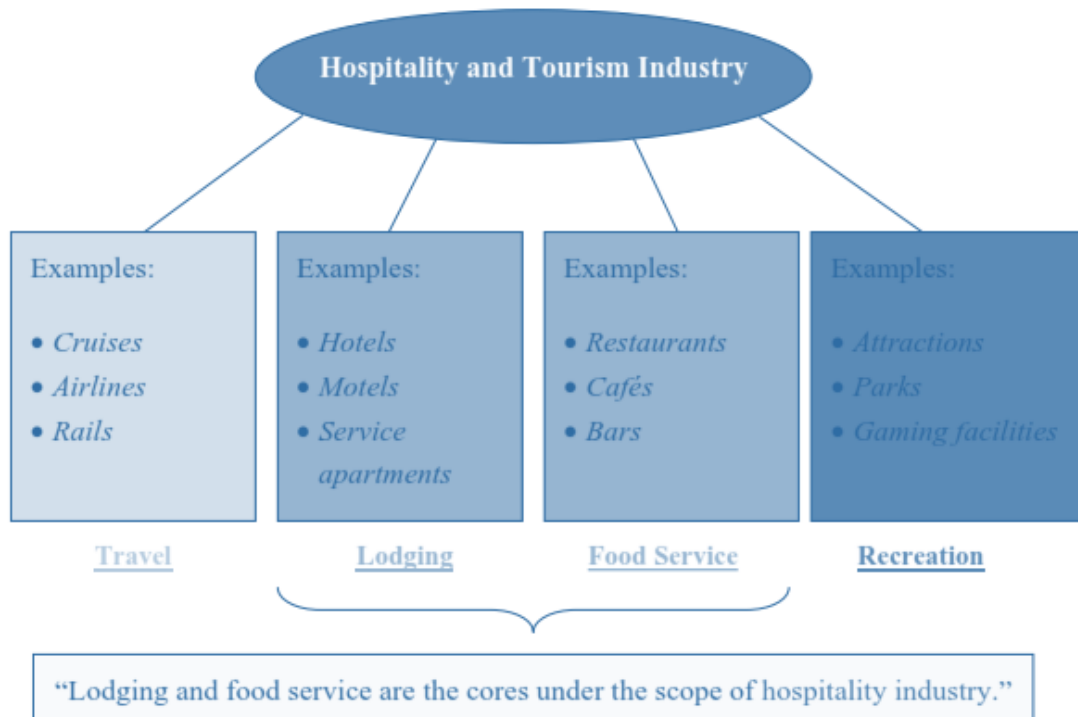 Hospitality and Tourism Industry
Examples:
• Cruises
• Airlines
• Rails
Travel
Examples:
• Hotels
• Motels
• Service
apartments
Lodging
Examples:
• Restaurants
• Cafés
• Bars
Food Service
Examples:
• Attractions
• Parks
• Gaming facilities
Recreation
“Lodging and food service are the cores under the scope of hospitality industry.”